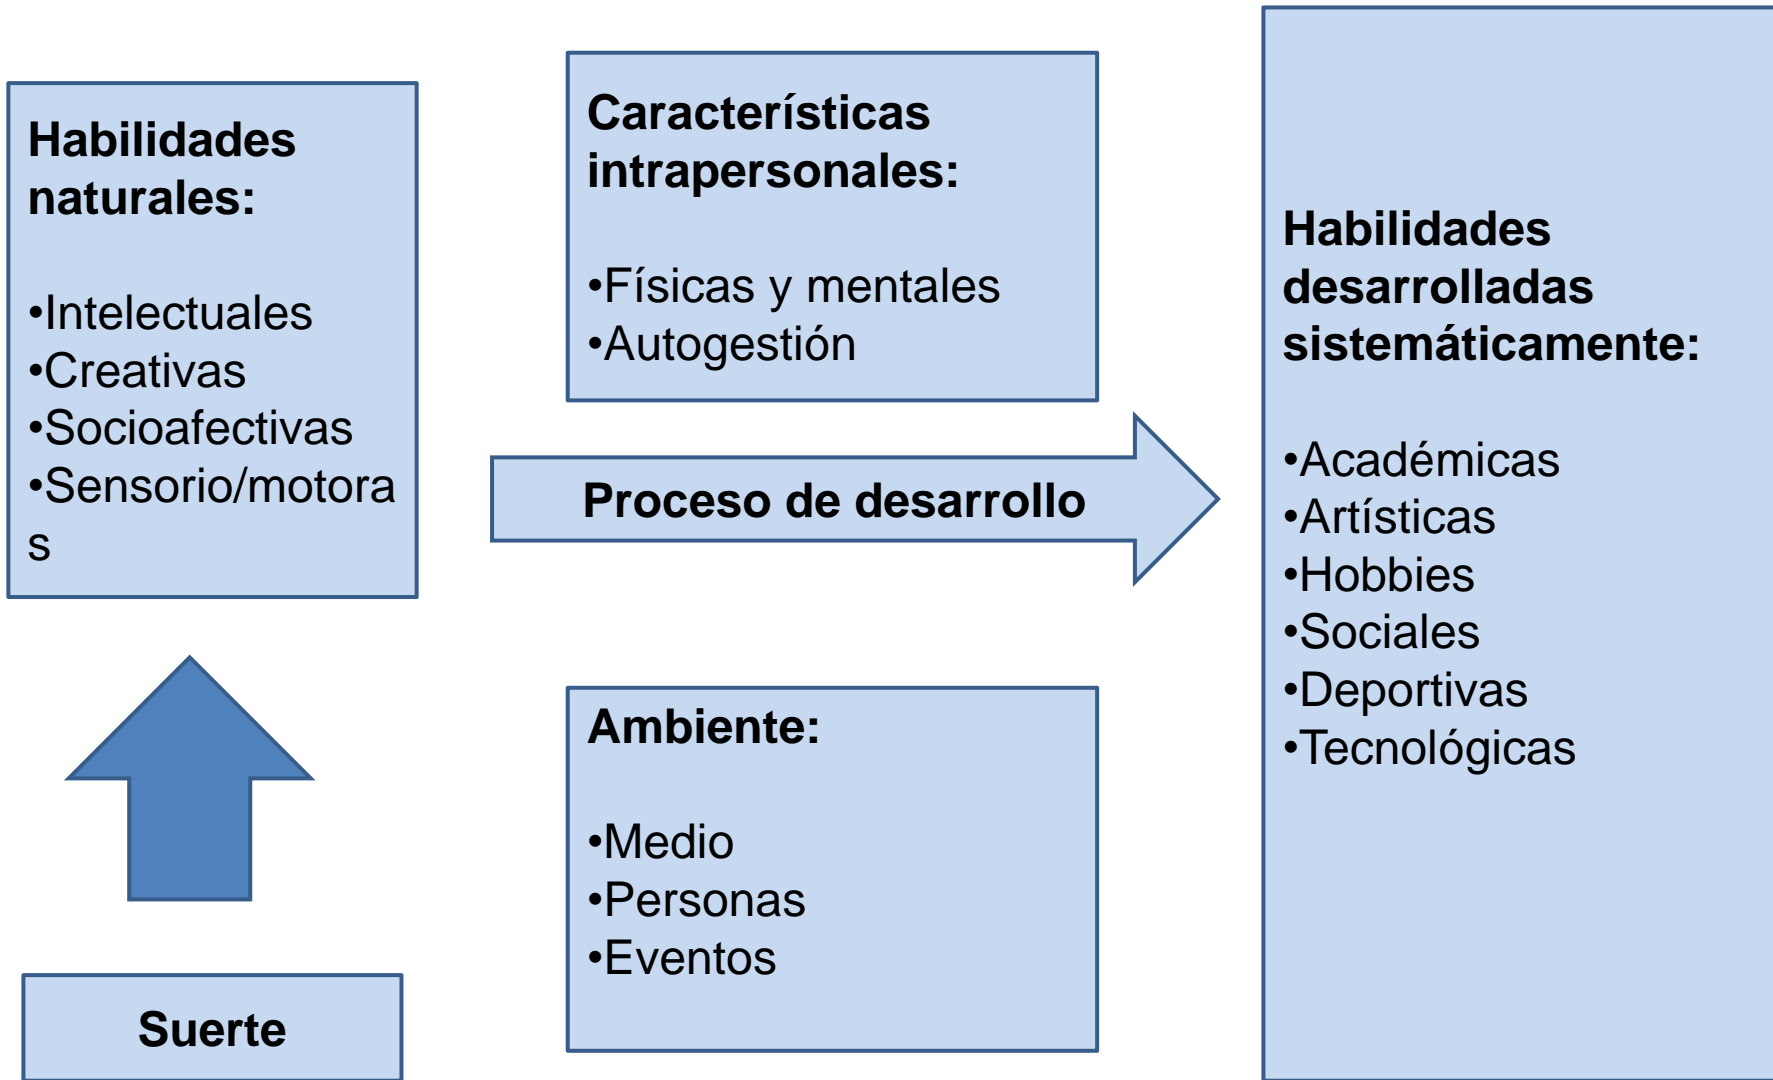 Habilidades
naturales:
•Intelectuales
•Creativas
•Socioafectivas
•Sensorio/motora
s
Suerte
Características
intrapersonales:
•Físicas y mentales
•Autogestión
Proceso de desarrollo
Ambiente:
•Medio
•Personas
•Eventos
Habilidades
desarrolladas
sistemáticamente:
•Académicas
•Artísticas
•Hobbies
•Sociales
•Deportivas
•Tecnológicas